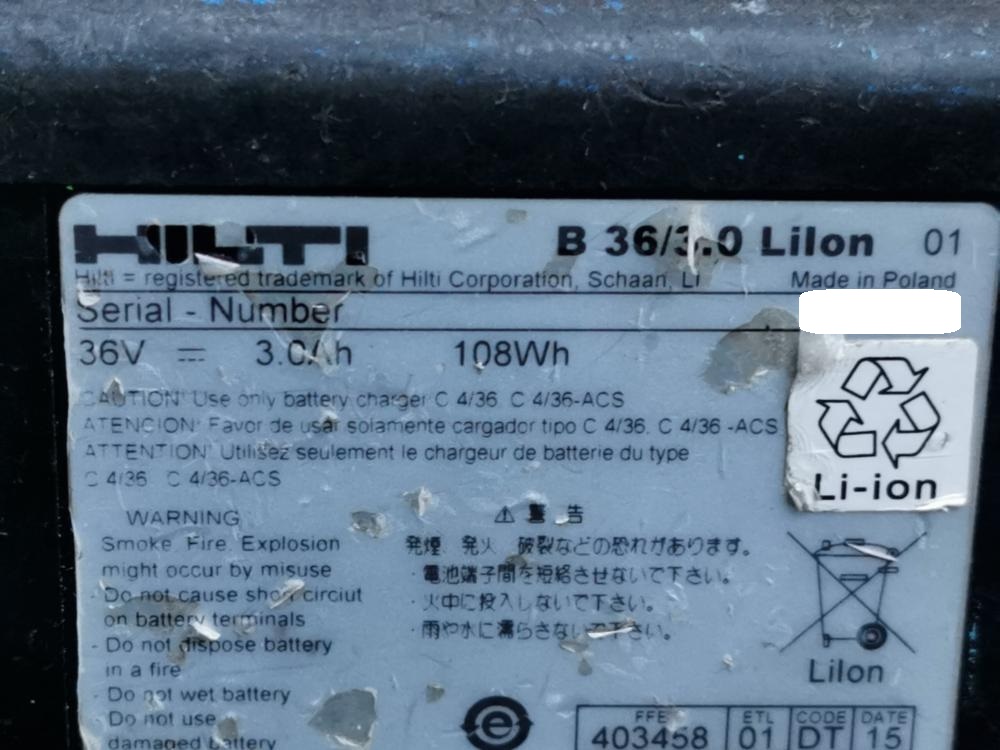 HILTI B 36/3.0 LiIon 01
Hilti = registered trademark of Hilti Corporation, Schaan, LI Made in Poland
Serial - Number
36V 3.0Ah 108Wh
CAUTION: Use only battery charger C 4/36 C 4/36-ACS
ATENCION: Favor de usar solamente cargador tipo C 4/36, C 4/36 -ACS
ATTENTION: Utilisez seulement le chargeur de batterie du type
C 4/36 C 4/36-ACS
Li-ion
WARNING
Smoke, Fire, Explosion
might occur by misuse
- Do not cause short circiut
on battery terminals
- Do not dispose battery
in a fire
- Do not wet battery
- Do not use
damaged battery
⚠ 警 告
発煙、発火、破裂などの恐れがあります。
・電池端子間を短絡させないで下さい。
・火中に投入しないで下さい。
・雨や水に濡らさないで下さい。
LiIon
FFE ETL CODE DATE
403458 01 DT 15